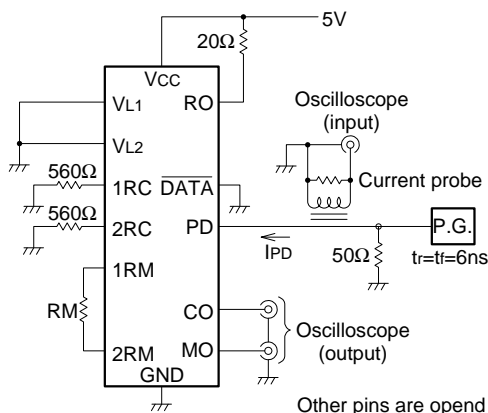 5V
20Ω
VCC
VL1
RO
Oscilloscope
(input)
VL2
560Ω
1RC
DATA
Current probe
560Ω
2RC
PD
P.G.
IPD
50Ω
tr=tf=6ns
1RM
RM
CO
Oscilloscope
(output)
2RM
MO
GND
Other pins are opend